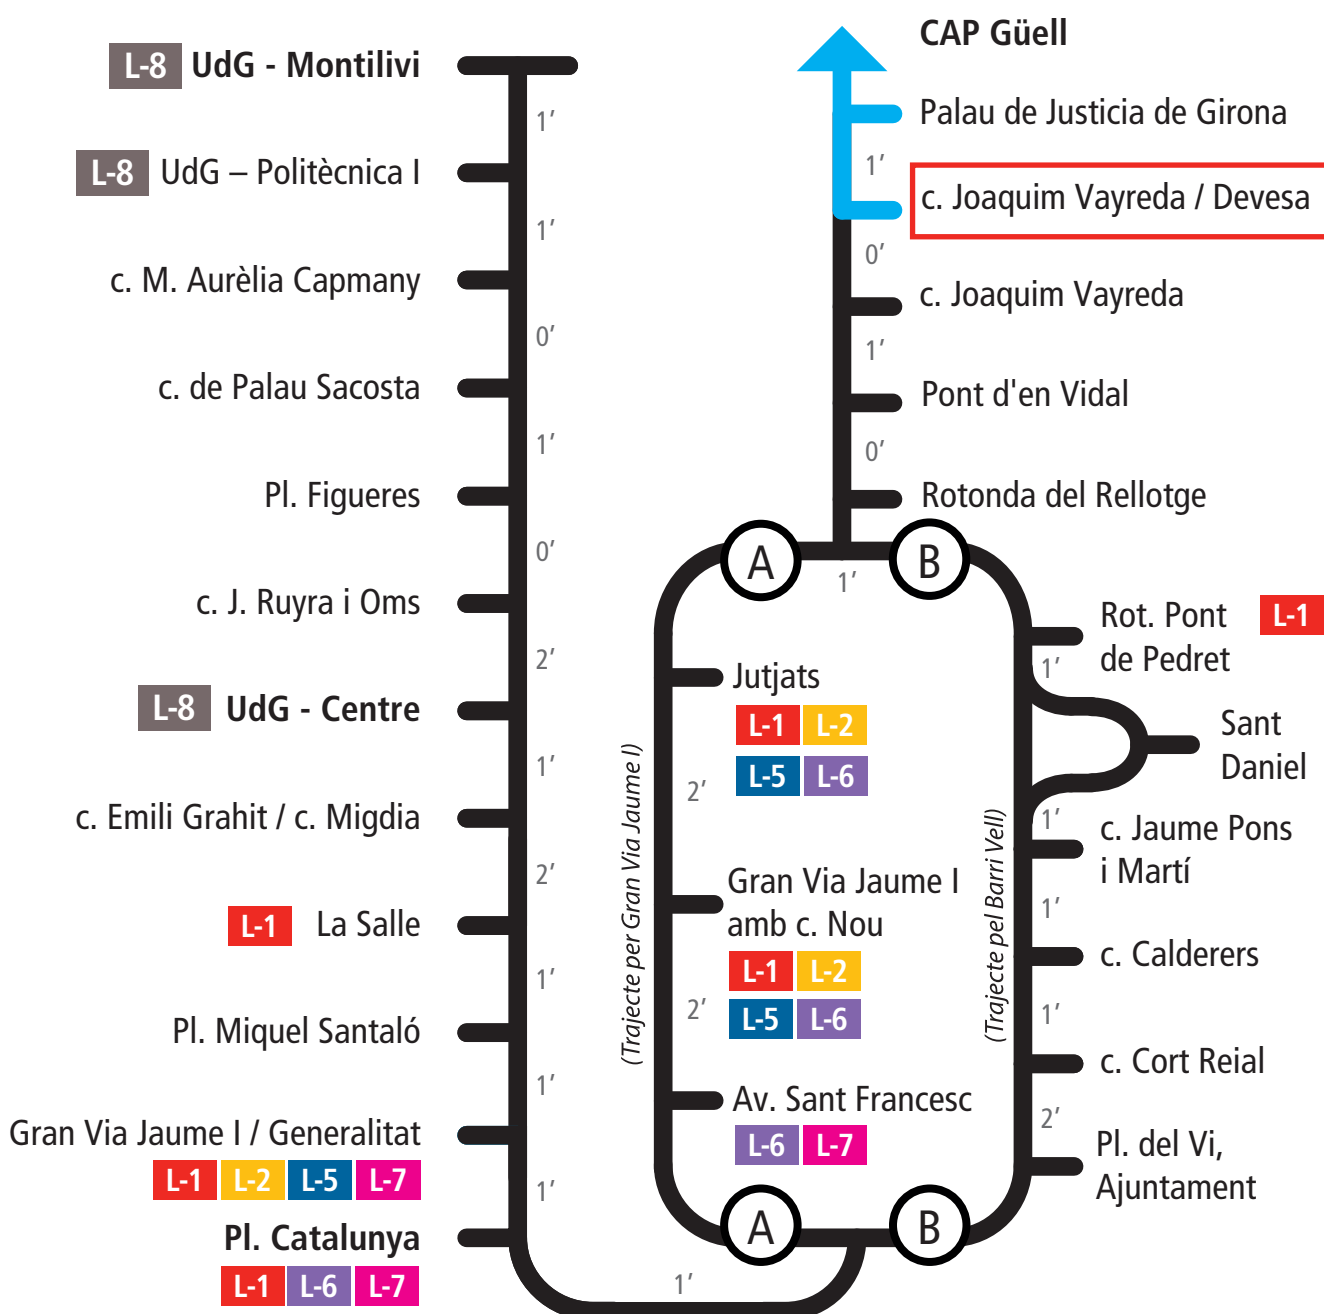 L-8 UdG - Montilivi
1’
L-8 UdG – Politècnica I
1’
c. M. Aurèlia Capmany
0’
c. de Palau Sacosta
1’
Pl. Figueres
0’
c. J. Ruyra i Oms
2’
L-8 UdG - Centre
1’
c. Emili Grahit / c. Migdia
2’
L-1 La Salle
1’
Pl. Miquel Santaló
1’
Gran Via Jaume I / Generalitat
L-1 L-2 L-5 L-7
1’
Pl. Catalunya
L-1 L-6 L-7
1’
CAP Güell
Palau de Justicia de Girona
1’
c. Joaquim Vayreda / Devesa
0’
c. Joaquim Vayreda
1’
Pont d'en Vidal
0’
Rotonda del Rellotge
A B
1’
(Trajecte per Gran Via Jaume I)
Jutjats
L-1 L-2
L-5 L-6
2’
Gran Via Jaume I
amb c. Nou
L-1 L-2
L-5 L-6
2’
Av. Sant Francesc
L-6 L-7
(Trajecte pel Barri Vell)
Rot. Pont L-1
de Pedret
1’
Sant
Daniel
1’
c. Jaume Pons
i Martí
1’
c. Calderers
1’
c. Cort Reial
2’
Pl. del Vi,
Ajuntament
A B